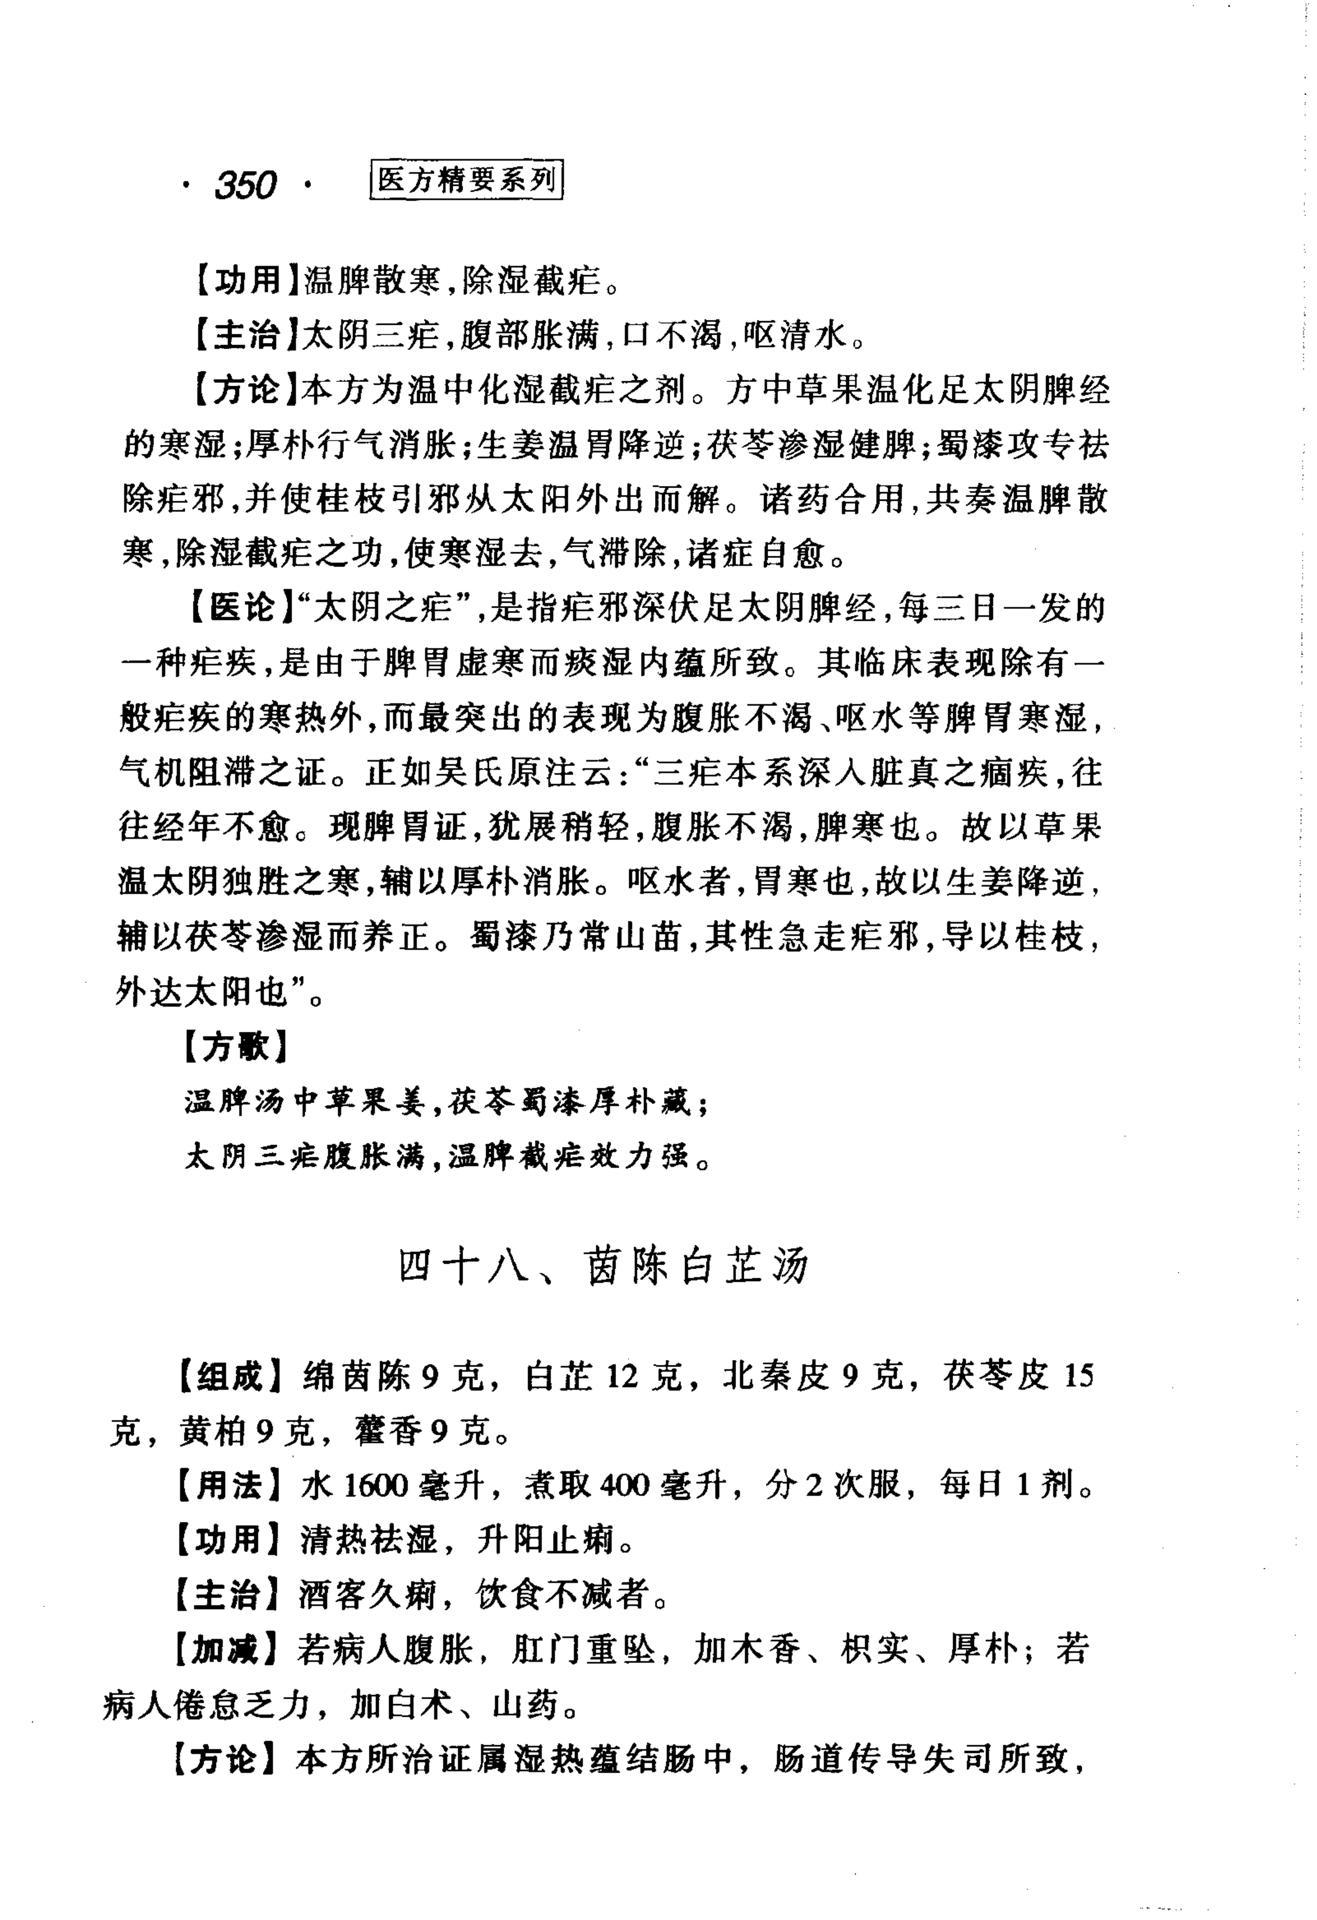 · 350 · 医方精要系列
【功用】温脾散寒,除湿截疟。
【主治】太阴三疟,腹部胀满,口不渴,呕清水。
【方论】本方为温中化湿截疟之剂。方中草果温化足太阴脾经
的寒湿;厚朴行气消胀;生姜温胃降逆;茯苓渗湿健脾;蜀漆攻专祛
除疟邪,并使桂枝引邪从太阳外出而解。诸药合用,共奏温脾散
寒,除湿截疟之功,使寒湿去,气滞除,诸症自愈。
【医论】“太阴之疟”,是指疟邪深伏足太阴脾经,每三日一发的
一种疟疾,是由于脾胃虚寒而痰湿内蕴所致。其临床表现除有一
般疟疾的寒热外,而最突出的表现为腹胀不渴、呕水等脾胃寒湿,
气机阻滞之证。正如吴氏原注云:“三疟本系深入脏真之痼疾,往
往经年不愈。现脾胃证,犹展稍轻,腹胀不渴,脾寒也。故以草果
温太阴独胜之寒,辅以厚朴消胀。呕水者,胃寒也,故以生姜降逆,
辅以茯苓渗湿而养正。蜀漆乃常山苗,其性急走疟邪,导以桂枝,
外达太阳也”。
【方歌】
温脾汤中草果姜,茯苓蜀漆厚朴藏;
太阴三疟腹胀满,温脾截疟效力强。
四十八、茵陈白芷汤
【组成】绵茵陈 9 克，白芷 12 克，北秦皮 9 克，茯苓皮 15
克，黄柏 9 克，藿香 9 克。
【用法】水 1600 毫升，煮取 400 毫升，分 2 次服，每日 1 剂。
【功用】清热祛湿，升阳止痢。
【主治】酒客久痢，饮食不减者。
【加减】若病人腹胀，肛门重坠，加木香、枳实、厚朴；若
病人倦怠乏力，加白术、山药。
【方论】本方所治证属湿热蕴结肠中，肠道传导失司所致，